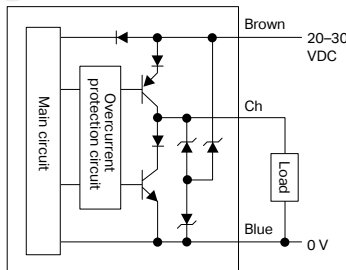 Brown
20–30
VDC
Main circuit
Overcurrent
protection circuit
Ch
Load
Blue
0 V